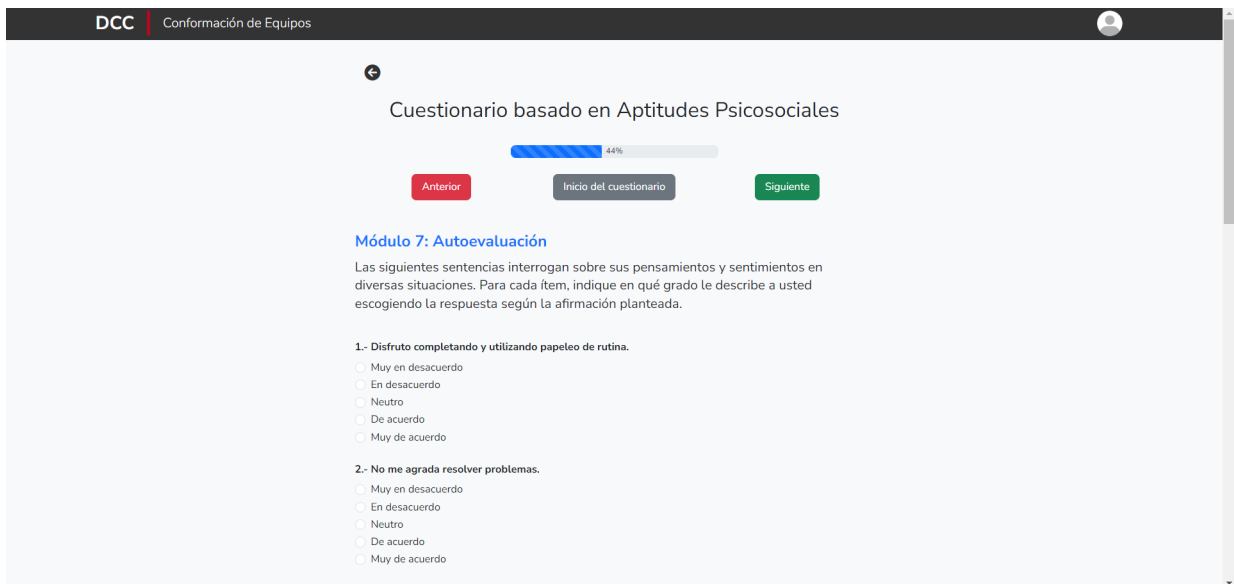 DCC Conformación de Equipos
Cuestionario basado en Aptitudes Psicosociales
44%
Anterior Inicio del cuestionario Siguiente
Módulo 7: Autoevaluación
Las siguientes sentencias interrogan sobre sus pensamientos y sentimientos en
diversas situaciones. Para cada ítem, indique en qué grado le describe a usted
escogiendo la respuesta según la afirmación planteada.
1.- Disfruto completando y utilizando papeleo de rutina.
Muy en desacuerdo
En desacuerdo
Neutro
De acuerdo
Muy de acuerdo
2.- No me agrada resolver problemas.
Muy en desacuerdo
En desacuerdo
Neutro
De acuerdo
Muy de acuerdo